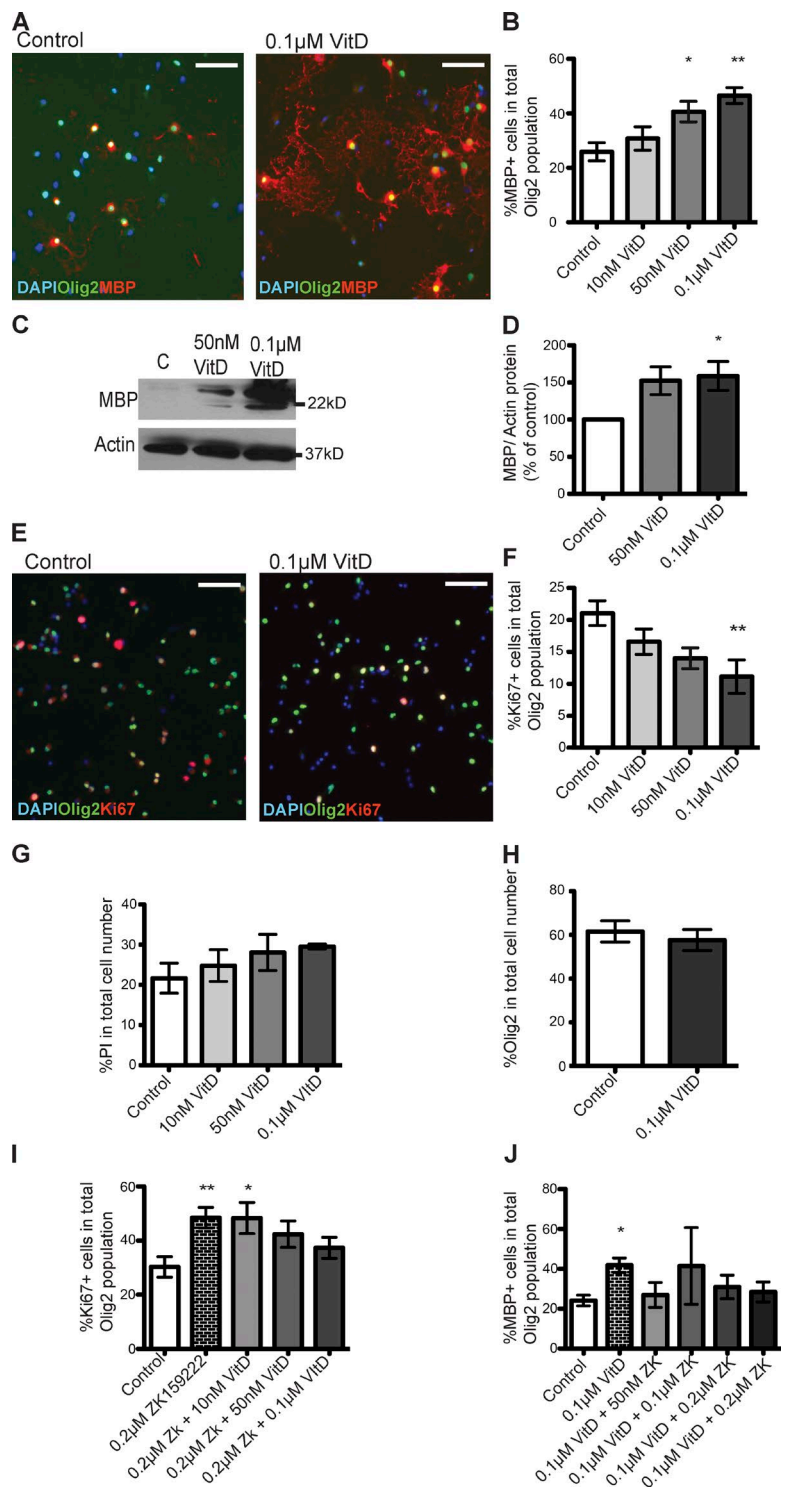 A
Control
0.1µM VitD
DAPIOlig2MBP
DAPIOlig2MBP
B
%MBP+ cells in total
Olig2 population
60
40
20
0
*
**
Control
10nM VitD
50nM VitD
0.1µM VitD
C
C
50nM
VitD
0.1µM
VitD
MBP
22kD
Actin
37kD
D
MBP/ Actin protein
(% of control)
200
150
100
50
0
*
Control
50nM VitD
0.1µM VItD
E
Control
0.1µM VitD
DAPIOlig2Ki67
DAPIOlig2Ki67
F
%Ki67+ cells in total
Olig2 population
25
20
15
10
5
0
**
Control
10nM VitD
50nM VitD
0.1µM VItD
G
%PI in total cell number
40
30
20
10
0
Control
10nM VitD
50nM VitD
0.1µM VItD
H
%Olig2 in total cell number
80
60
40
20
0
Control
0.1µM VItD
I
%Ki67+ cells in total
Olig2 population
60
40
20
0
**
*
Control
0.2µM ZK159222
0.2µM Zk + 10nM VitD
0.2µM Zk + 50nM VitD
0.2µM Zk + 0.1µM VitD
J
%MBP+ cells in total
Olig2 population
80
60
40
20
0
*
Control
0.1µM VitD
0.1µM VitD + 50nM ZK
0.1µM VitD + 0.1µM ZK
0.1µM VitD + 0.2µM ZK
0.1µM VitD + 0.2µM ZK